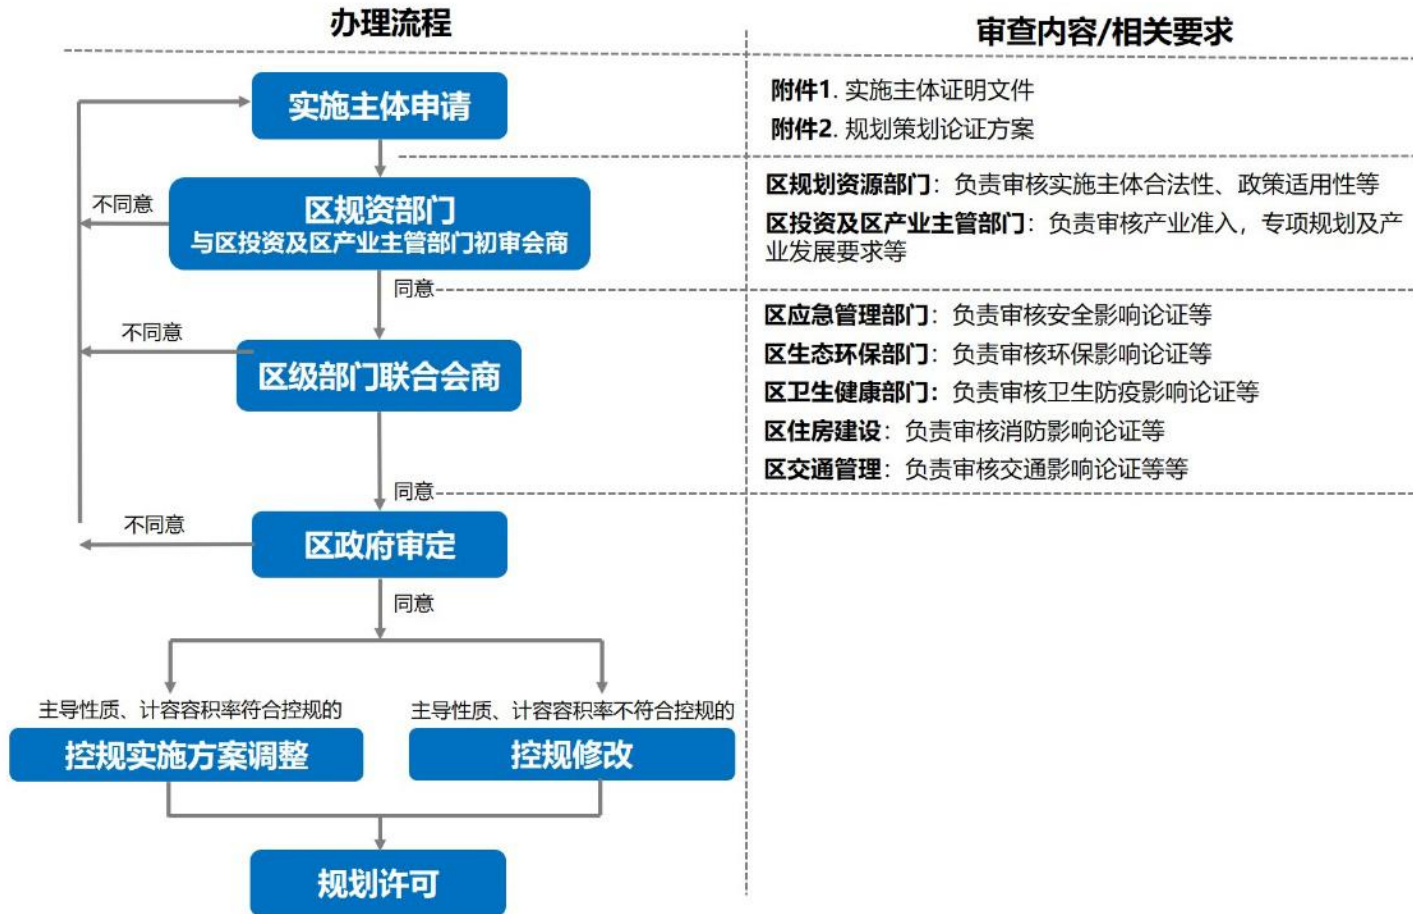 办理流程
审查内容/相关要求
实施主体申请
附件1. 实施主体证明文件
附件2. 规划策划论证方案
不同意
区规资部门
与区投资及区产业主管部门初审会商
区规划资源部门：负责审核实施主体合法性、政策适用性等
区投资及区产业主管部门：负责审核产业准入，专项规划及产
业发展要求等
同意
不同意
区级部门联合会商
区应急管理部门：负责审核安全影响论证等
区生态环保部门：负责审核环保影响论证等
区卫生健康部门：负责审核卫生防疫影响论证等
区住房建设：负责审核消防影响论证等
区交通管理：负责审核交通影响论证等等
同意
不同意
区政府审定
同意
主导性质、计容容积率符合控规的
主导性质、计容容积率不符合控规的
控规实施方案调整
控规修改
规划许可